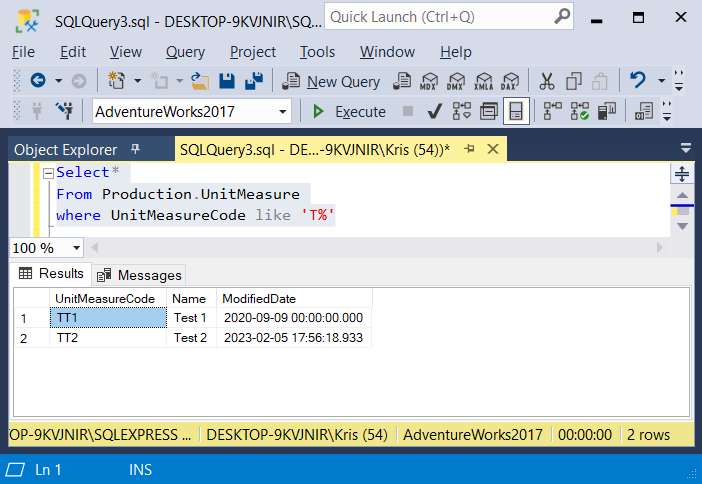 SQLQuery3.sql - DESKTOP-9KVJNIR\SQ...
Quick Launch (Ctrl+Q)
File Edit View Query Project Tools Window Help
New Query MDX DMX XMLA DAX
AdventureWorks2017 Execute
Object Explorer SQLQuery3.sql - DE...-9KVJNIR\Kris (54))*
Select*
From Production.UnitMeasure
where UnitMeasureCode like 'T%'
100 %
Results Messages
UnitMeasureCode Name ModifiedDate
1 TT1 Test 1 2020-09-09 00:00:00.000
2 TT2 Test 2 2023-02-05 17:56:18.933
OP-9KVJNIR\SQLEXPRESS ... DESKTOP-9KVJNIR\Kris (54) AdventureWorks2017 00:00:00 2 rows
Ln 1 INS